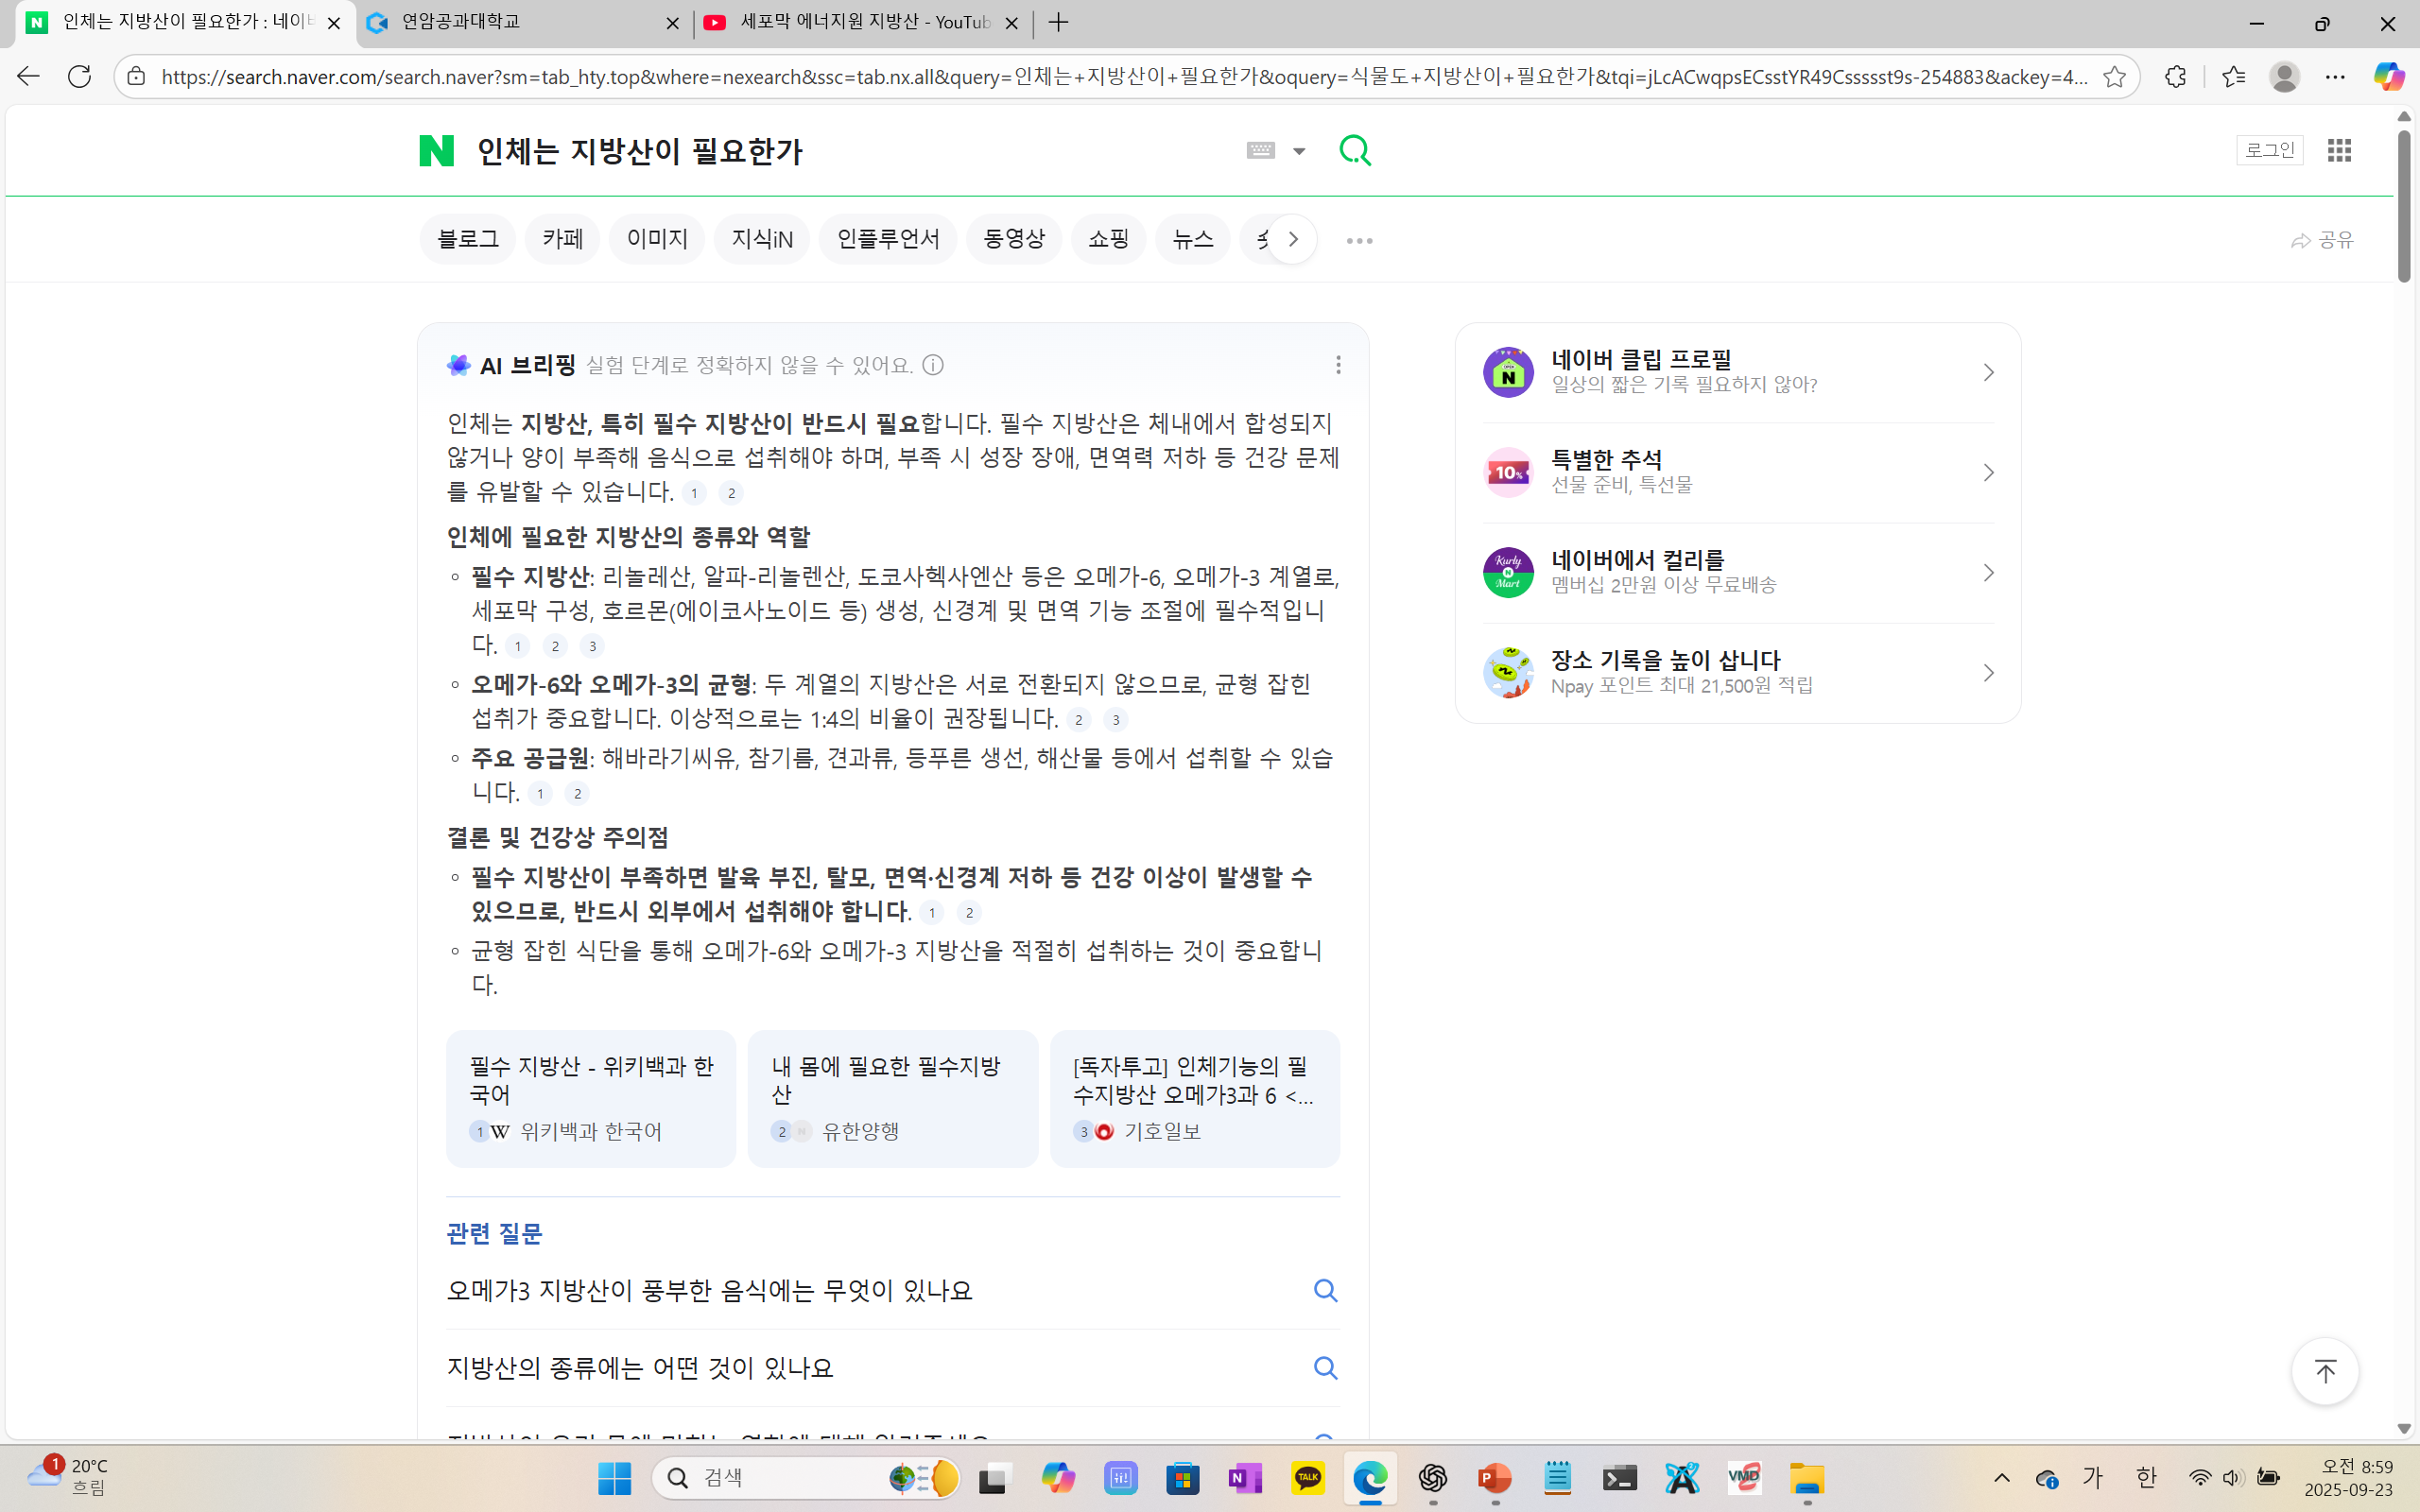 인체는 지방산이 필요한가 : 네이버
연암공과대학교
세포막 에너지원 지방산 - YouTub
https://search.naver.com/search.naver?sm=tab_hty.top&where=nexearch&ssc=tab.nx.all&query=인체는+지방산이+필요한가&oquery=식물도+지방산이+필요한가&tqi=jLcACwqpsECsstYR49Cssssst9s-254883&ackey=4...
인체는 지방산이 필요한가
로그인
블로그 카페 이미지 지식iN 인플루언서 동영상 쇼핑 뉴스
공유
AI 브리핑 실험 단계로 정확하지 않을 수 있어요.
인체는 지방산, 특히 필수 지방산이 반드시 필요합니다. 필수 지방산은 체내에서 합성되지
않거나 양이 부족해 음식으로 섭취해야 하며, 부족 시 성장 장애, 면역력 저하 등 건강 문제
를 유발할 수 있습니다. 1 2
인체에 필요한 지방산의 종류와 역할
필수 지방산: 리놀레산, 알파-리놀렌산, 도코사헥사엔산 등은 오메가-6, 오메가-3 계열로,
세포막 구성, 호르몬(에이코사노이드 등) 생성, 신경계 및 면역 기능 조절에 필수적입니
다. 1 2 3
오메가-6와 오메가-3의 균형: 두 계열의 지방산은 서로 전환되지 않으므로, 균형 잡힌
섭취가 중요합니다. 이상적으로는 1:4의 비율이 권장됩니다. 2 3
주요 공급원: 해바라기씨유, 참기름, 견과류, 등푸른 생선, 해산물 등에서 섭취할 수 있습
니다. 1 2
결론 및 건강상 주의점
필수 지방산이 부족하면 발육 부진, 탈모, 면역·신경계 저하 등 건강 이상이 발생할 수
있으므로, 반드시 외부에서 섭취해야 합니다. 1 2
균형 잡힌 식단을 통해 오메가-6와 오메가-3 지방산을 적절히 섭취하는 것이 중요합니
다.
필수 지방산 - 위키백과 한
국어
1 W 위키백과 한국어
내 몸에 필요한 필수지방
산
2 유한양행
[독자투고] 인체기능의 필
수지방산 오메가3과 6 <...
3 기호일보
관련 질문
오메가3 지방산이 풍부한 음식에는 무엇이 있나요
지방산의 종류에는 어떤 것이 있나요
네이버 클립 프로필
일상의 짧은 기록 필요하지 않아?
10%
특별한 추석
선물 준비, 특선물
Kurly N Mart
네이버에서 컬리를
멤버십 2만원 이상 무료배송
장소 기록을 높이 삽니다
Npay 포인트 최대 21,500원 적립
1
20°C
흐림
검색
TALK
VMD
가
한
오전 8:59
2025-09-23